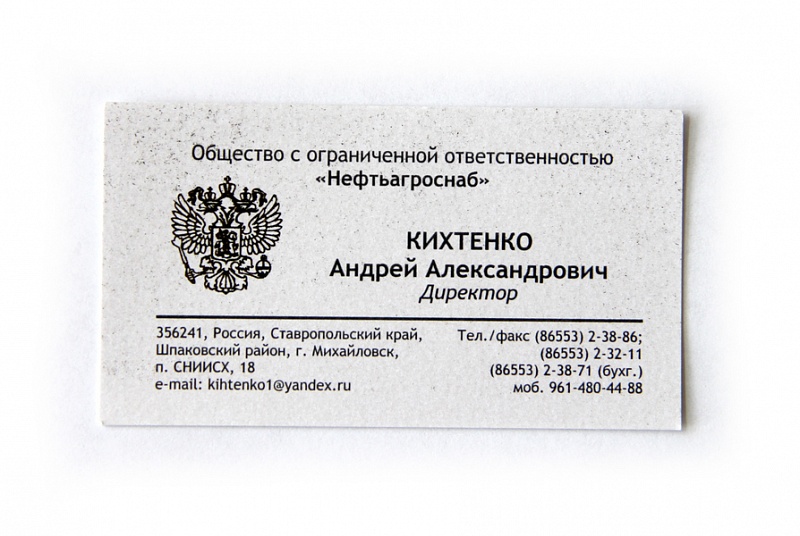 Общество с ограниченной ответственностью
«Нефтьагроснаб»
КИХТЕНКО
Андрей Александрович
Директор
356241, Россия, Ставропольский край,
Шпаковский район, г. Михайловск,
п. СНИИСХ, 18
e-mail: kihtenko1@yandex.ru
Тел./факс (86553) 2-38-86;
(86553) 2-32-11
(86553) 2-38-71 (бухг.)
моб. 961-480-44-88